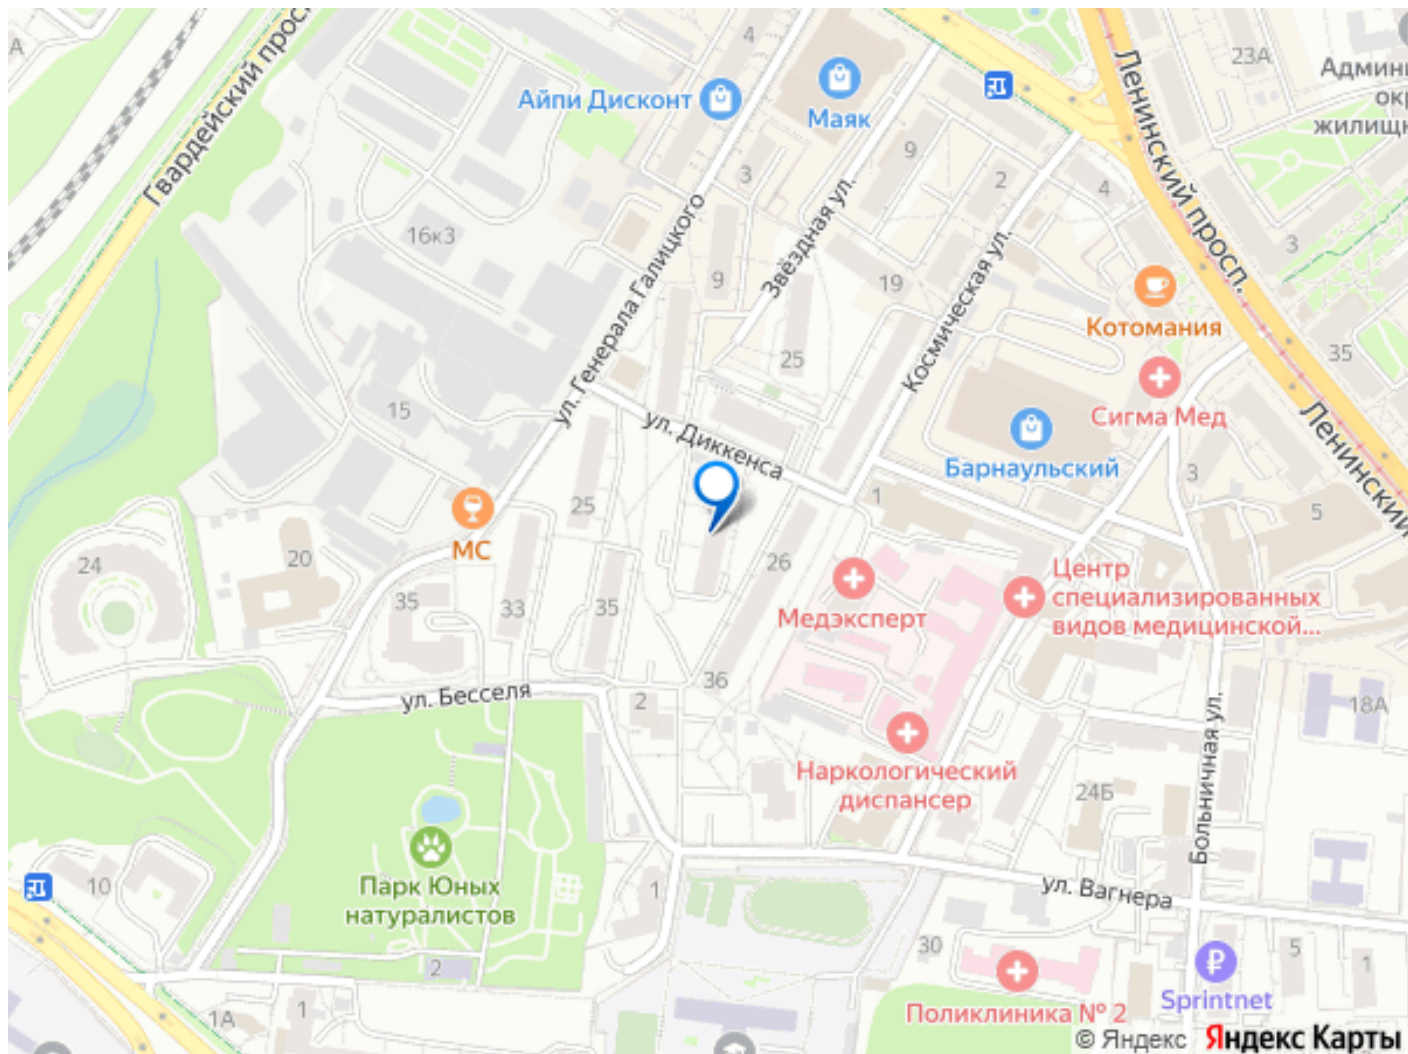 А
4
23А
Админи
окр
жилищн
Гвардейский прос
Ленинский просп.
Айпи Дисконт
Маяк
9
3
2
4
16к3
ул. Генерала Галицкого
Звёздная ул.
Космическая ул.
3
9
19
Котомания
25
35
15
Сигма Мед
ул. Диккенса
Барнаульский
Ленинский
3
1
5
25
МС
24
20
26
35
33
35
Медэксперт
Центр
специализированных
видов медицинской...
36
ул. Бесселя
2
18А
Больничная ул.
Наркологический
диспансер
24Б
Парк Юных
натуралистов
10
1
ул. Вагнера
30
5
1
2
Поликлиника № 2
Sprintnet
1А
1
© Яндекс Яндекс Карты